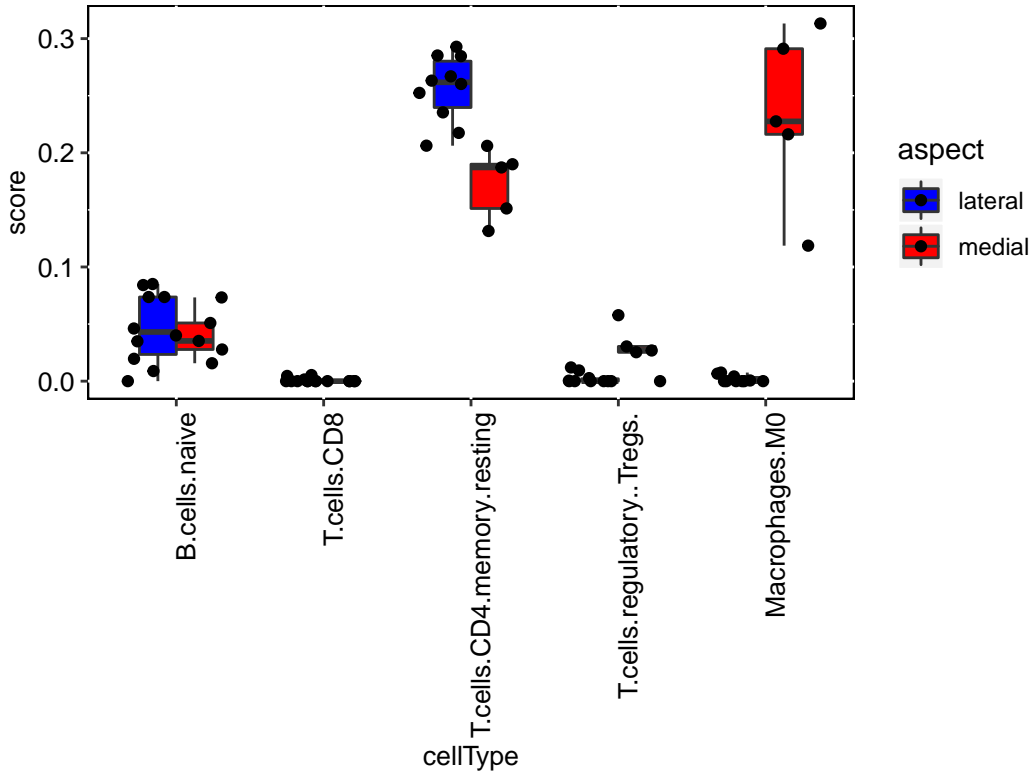 0.3
0.2
0.1
0.0
score
B.cells.naive
T.cells.CD8
T.cells.CD4.memory.resting
T.cells.regulatory..Tregs.
Macrophages.M0
cellType
aspect
lateral
medial